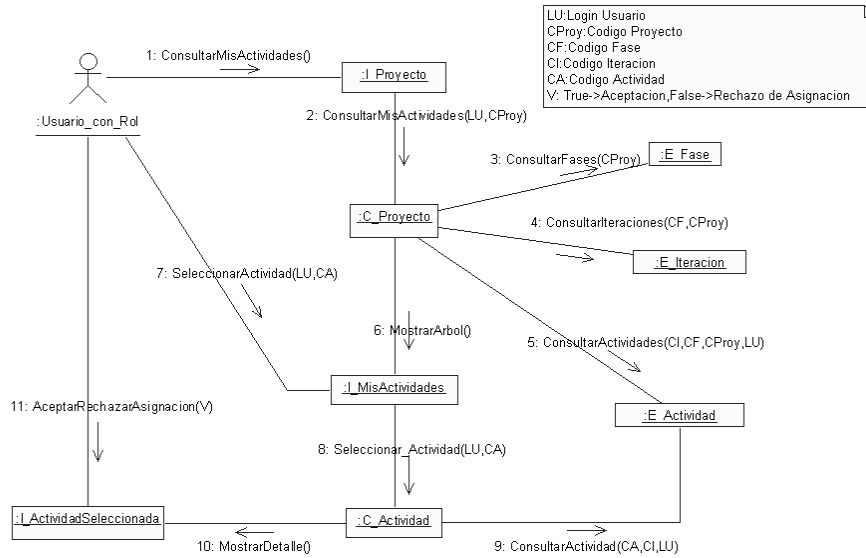 LU:Login Usuario
CProy:Codigo Proyecto
CF:Codigo Fase
CI:Codigo Iteracion
CA:Codigo Actividad
V: True->Aceptacion,False->Rechazo de Asignacion
1: ConsultarMisActividades()
:I_Proyecto
:Usuario_con_Rol
2: ConsultarMisActividades(LU,CProy)
3: ConsultarFases(CProy)
:E_Fase
:C_Proyecto
4: ConsultarIteraciones(CF,CProy)
:E_Iteracion
7: SeleccionarActividad(LU,CA)
6: MostrarArbol()
5: ConsultarActividades(CI,CF,CProy,LU)
:I_MisActividades
11: AceptarRechazarAsignacion(V)
:E_Actividad
8: Seleccionar_Actividad(LU,CA)
:I_ActividadSeleccionada
:C_Actividad
10: MostrarDetalle()
9: ConsultarActividad(CA,CI,LU)